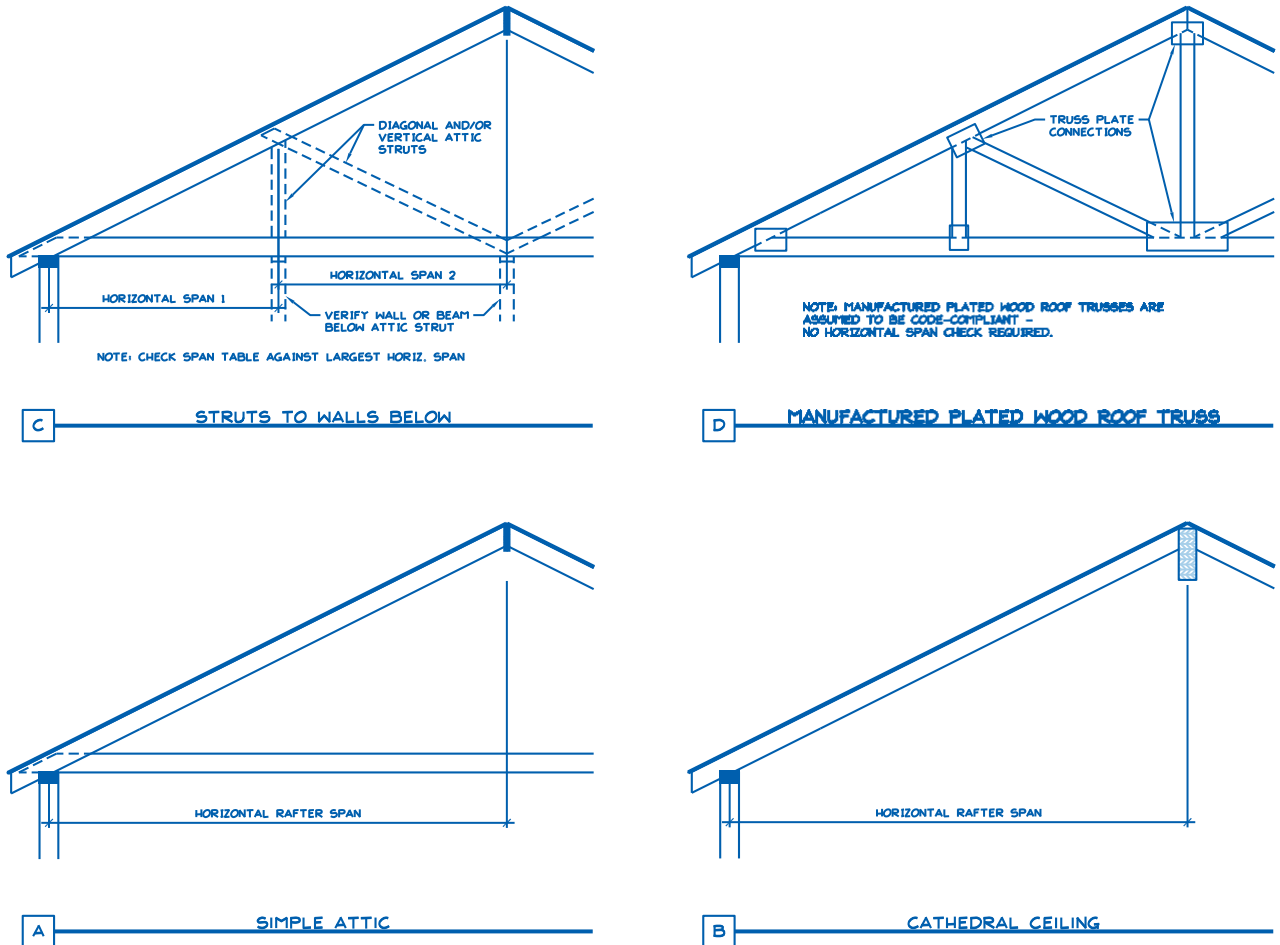 DIAGONAL AND/OR
VERTICAL ATTIC
STRUTS
HORIZONTAL SPAN 2
HORIZONTAL SPAN 1
VERIFY WALL OR BEAM
BELOW ATTIC STRUT
NOTE: CHECK SPAN TABLE AGAINST LARGEST HORIZ. SPAN
C
STRUTS TO WALLS BELOW
TRUSS PLATE
CONNECTIONS
NOTE: MANUFACTURED PLATED WOOD ROOF TRUSSES ARE
ASSUMED TO BE CODE-COMPLIANT -
NO HORIZONTAL SPAN CHECK REQUIRED.
D
MANUFACTURED PLATED WOOD ROOF TRUSS
HORIZONTAL RAFTER SPAN
A
SIMPLE ATTIC
HORIZONTAL RAFTER SPAN
B
CATHEDRAL CEILING